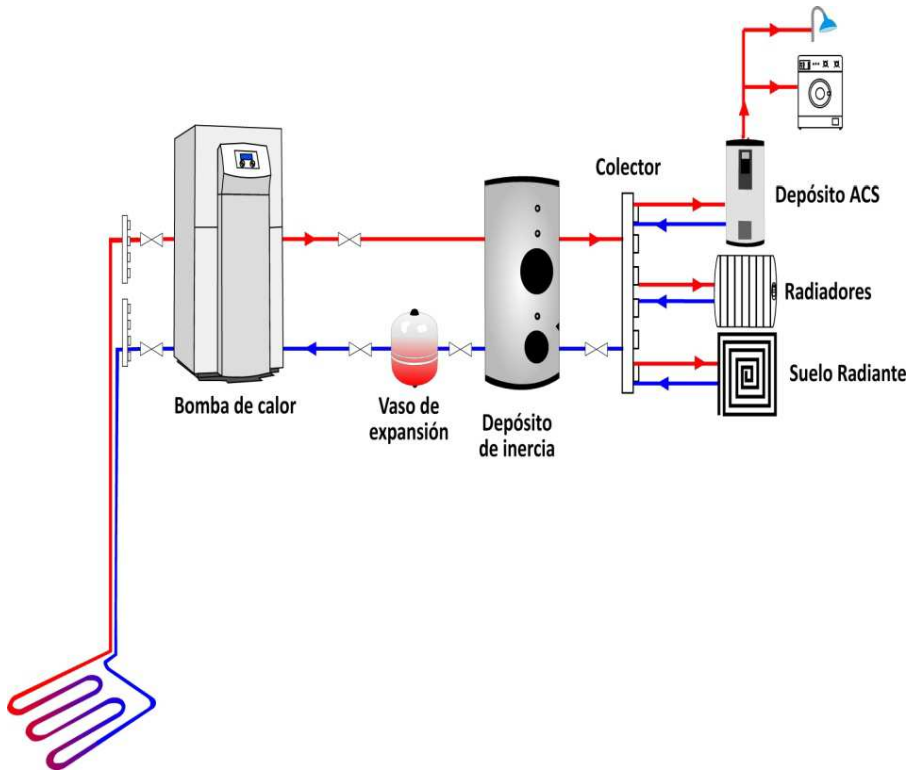 Colector
Depósito ACS
Radiadores
Suelo Radiante
Bomba de calor
Vaso de
expansión
Depósito
de inercia